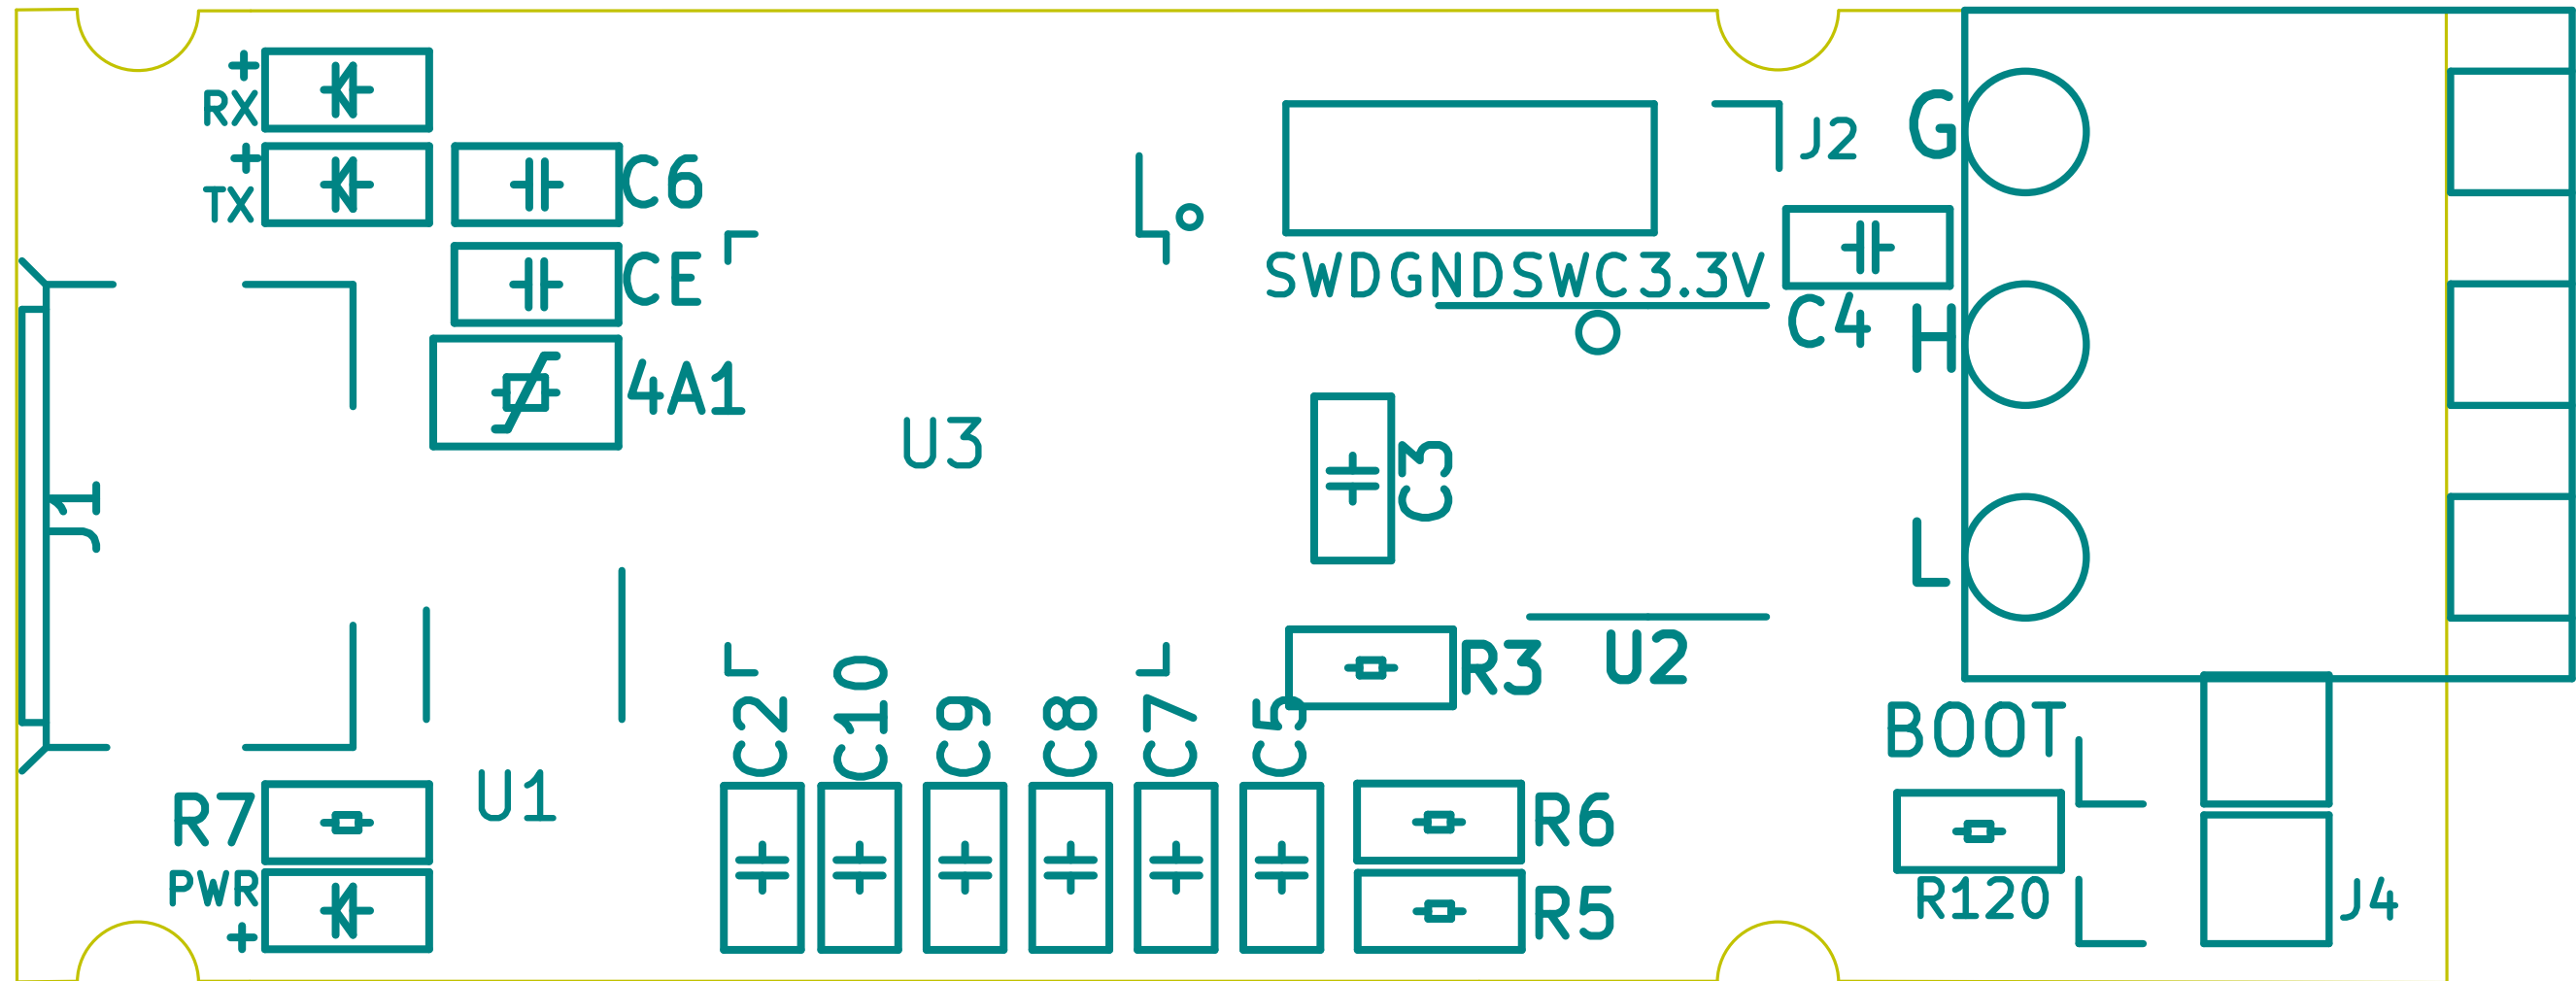 +
RX
+
TX
C6
CE
4A1
J1
U3
J2
G
SWDGNDSWC3.3V
C4
H
C3
L
R3
U2
C2
C10
C9
C8
C7
C5
BOOT
R7
U1
R6
PWR
+
R5
R120
J4